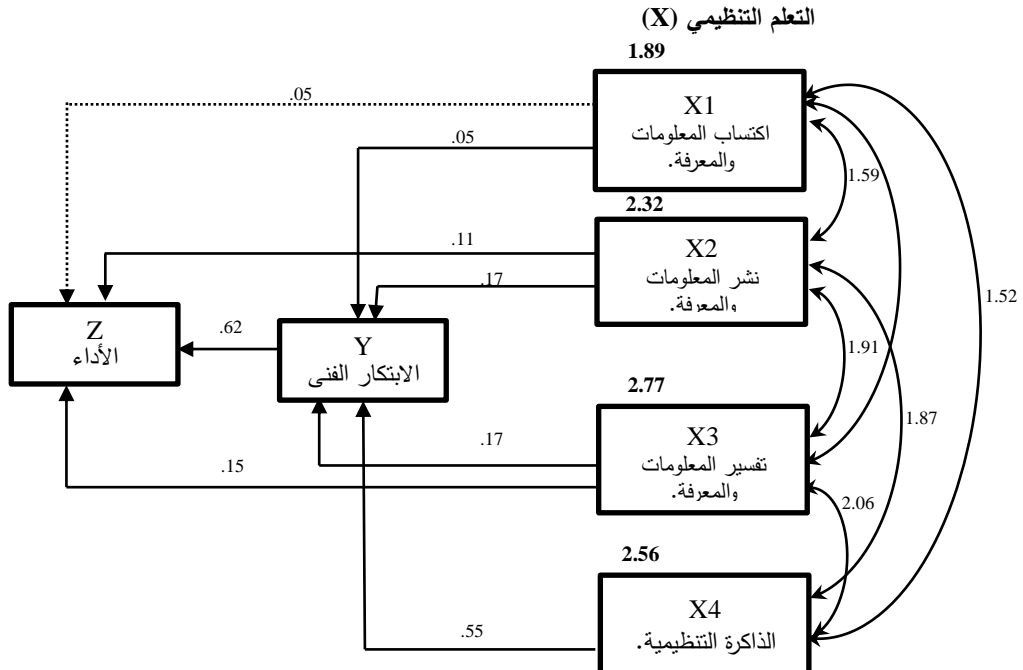 التعلم التنظيمي (X)
1.89
X1
اكتساب المعلومات
والمعرفة.
.05
.05
1.59
2.32
X2
نشر المعلومات
والمعرفة.
.11
.17
1.52
Z
الأداء
.62
Y
الابتكار الفنى
1.91
2.77
X3
تفسير المعلومات
والمعرفة.
1.87
.17
.15
2.06
2.56
X4
الذاكرة التنظيمية.
.55